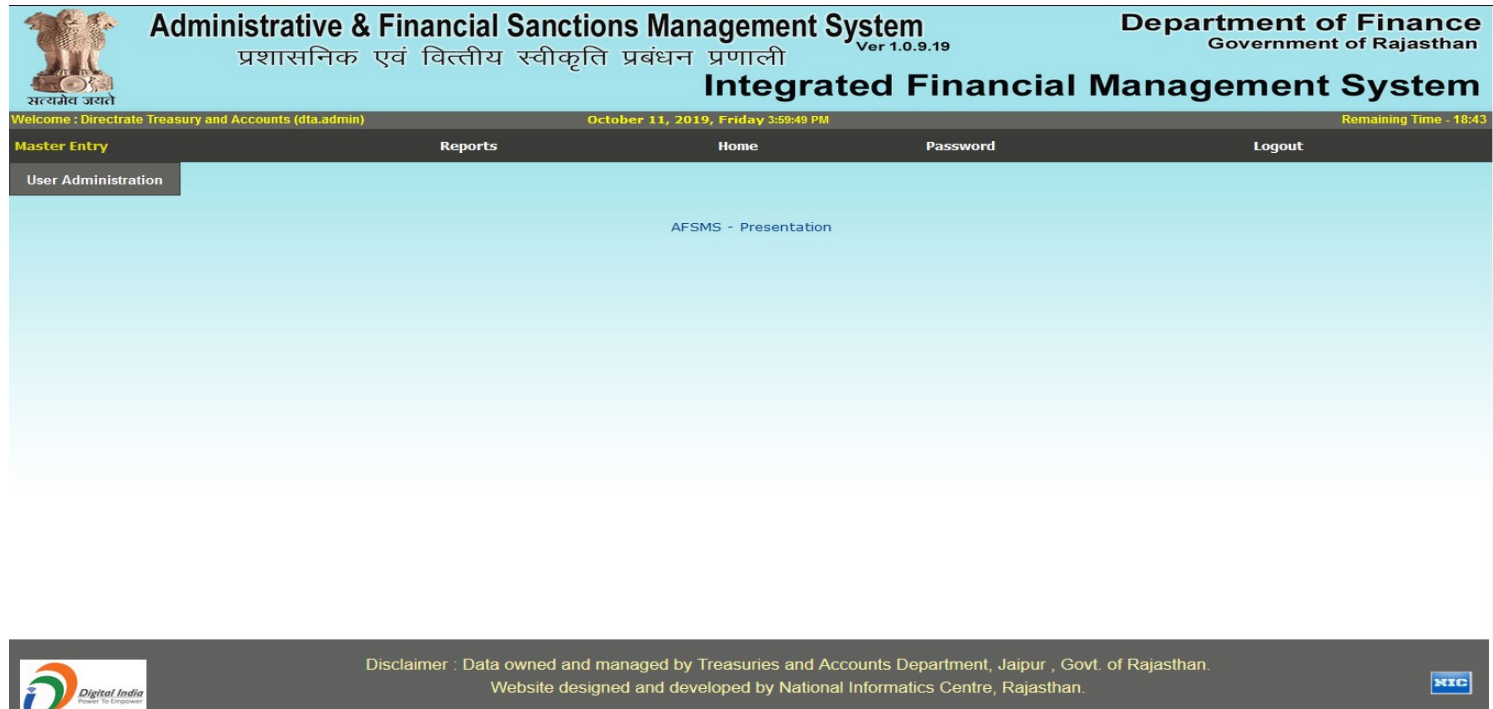 Administrative & Financial Sanctions Management System
Ver 1.0.9.19
प्रशासनिक एवं वित्तीय स्वीकृति प्रबंधन प्रणाली
Department of Finance
Government of Rajasthan
Integrated Financial Management System
सत्यमेव जयते
Welcome : Directrate Treasury and Accounts (dta.admin) October 11, 2019, Friday 3:59:49 PM Remaining Time - 18:43
Master Entry Reports Home Password Logout
User Administration
AFSMS - Presentation
Disclaimer : Data owned and managed by Treasuries and Accounts Department, Jaipur , Govt. of Rajasthan.
Website designed and developed by National Informatics Centre, Rajasthan.
Digital India
Power To Empower
NIC